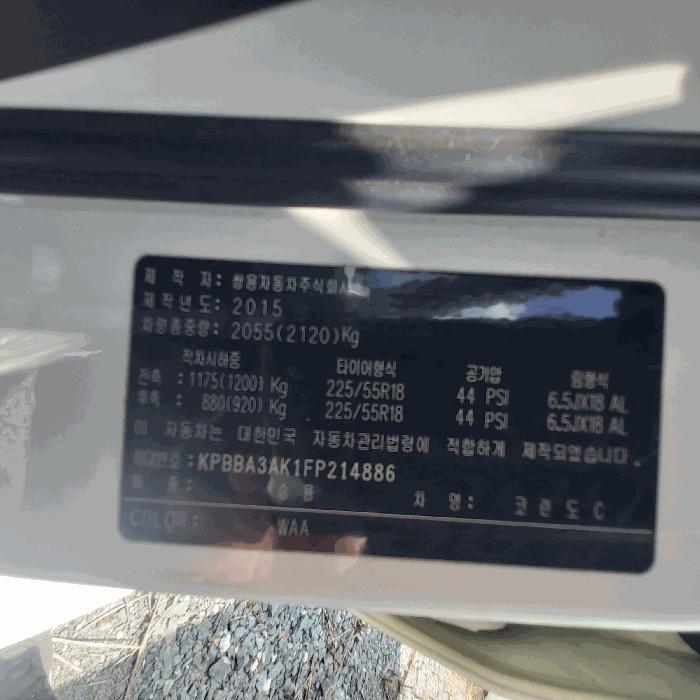 제 작 자: 쌍용자동차주식회사
제작년도: 2015
차량총중량: 2055(2120)Kg
적차시하중 타이어형식 공기압 림형식
전축 :1175(1200) Kg 225/55R18 44 PSI 6.5JX18 AL
후축 : 880(920) Kg 225/55R18 44 PSI 6.5JX18 AL
이 자동차는 대한민국 자동차관리법령에 적합하게 제작되었습니다.
차대번호:KPBBA3AK1FP214886
차 종: 승용 차 명: 코란도 C
COLOR: WAA